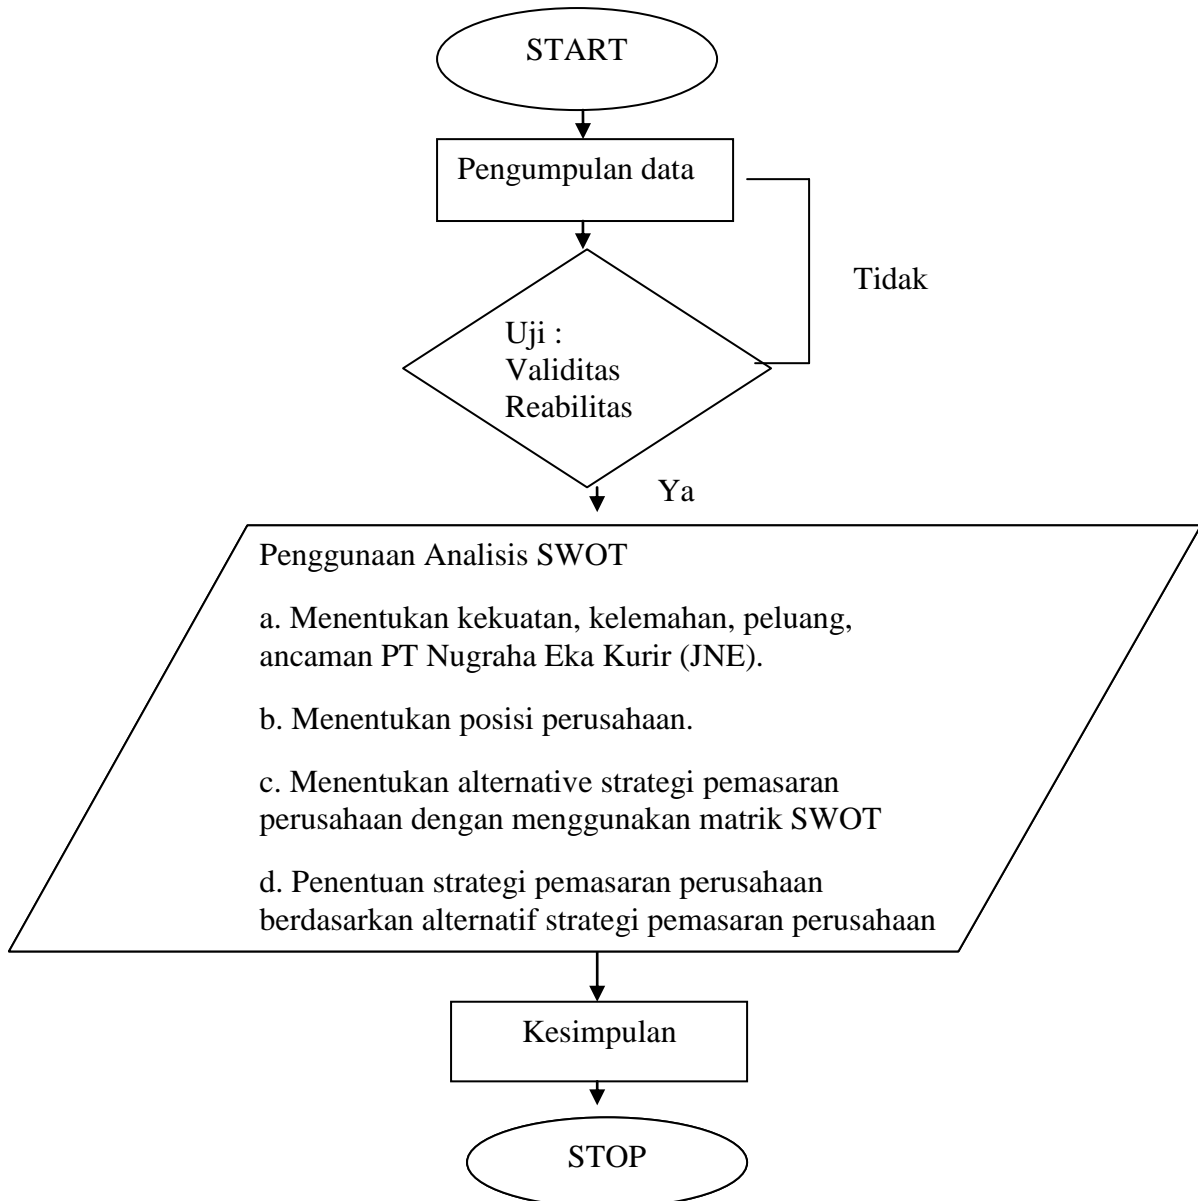 START
Pengumpulan data
Tidak
Uji :
Validitas
Reabilitas
Ya
Penggunaan Analisis SWOT
a. Menentukan kekuatan, kelemahan, peluang,
ancaman PT Nugraha Eka Kurir (JNE).
b. Menentukan posisi perusahaan.
c. Menentukan alternative strategi pemasaran
perusahaan dengan menggunakan matrik SWOT
d. Penentuan strategi pemasaran perusahaan
berdasarkan alternatif strategi pemasaran perusahaan
Kesimpulan
STOP